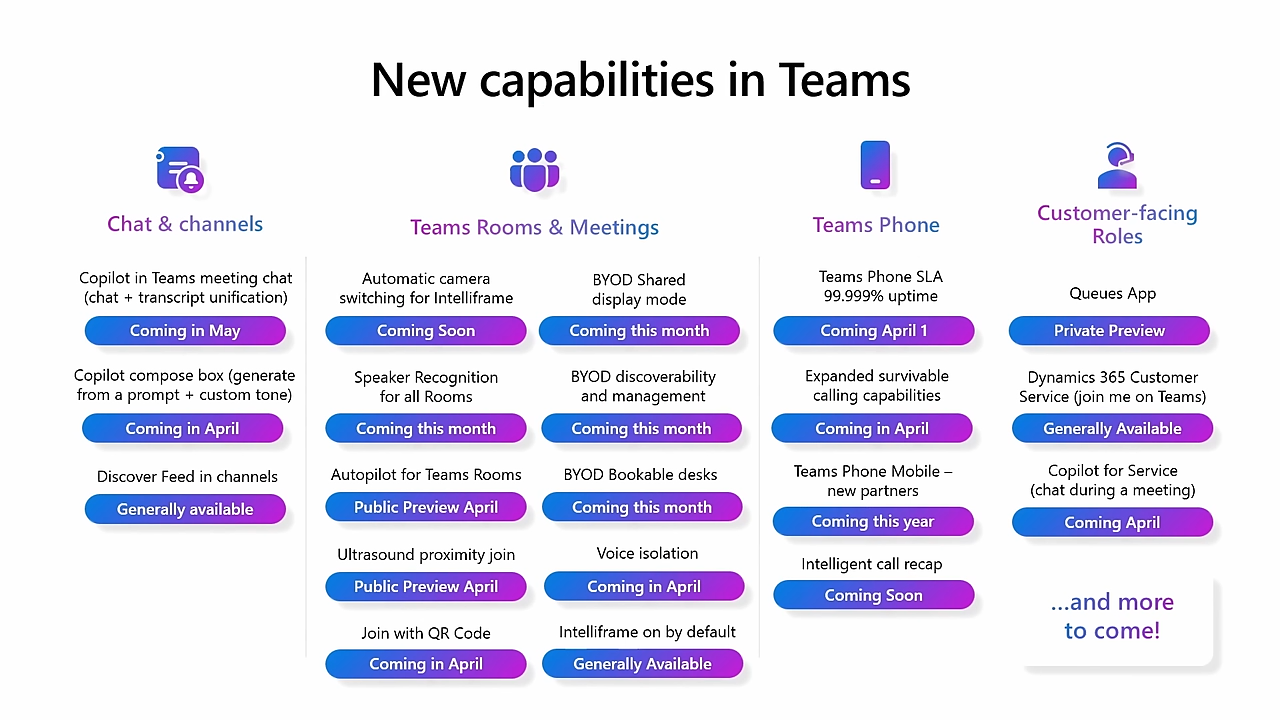 New capabilities in Teams
Chat & channels
Copilot in Teams meeting chat
(chat + transcript unification)
Coming in May
Copilot compose box (generate
from a prompt + custom tone)
Coming in April
Discover Feed in channels
Generally available
Teams Rooms & Meetings
Automatic camera
switching for Intelliframe
Coming Soon
Speaker Recognition
for all Rooms
Coming this month
Autopilot for Teams Rooms
Public Preview April
Ultrasound proximity join
Public Preview April
Join with QR Code
Coming in April
BYOD Shared
display mode
Coming this month
BYOD discoverability
and management
Coming this month
BYOD Bookable desks
Coming this month
Voice isolation
Coming in April
Intelliframe on by default
Generally Available
Teams Phone
Teams Phone SLA
99.999% uptime
Coming April 1
Expanded survivable
calling capabilities
Coming in April
Teams Phone Mobile –
new partners
Coming this year
Intelligent call recap
Coming Soon
Customer-facing
Roles
Queues App
Private Preview
Dynamics 365 Customer
Service (join me on Teams)
Generally Available
Copilot for Service
(chat during a meeting)
Coming April
...and more
to come!